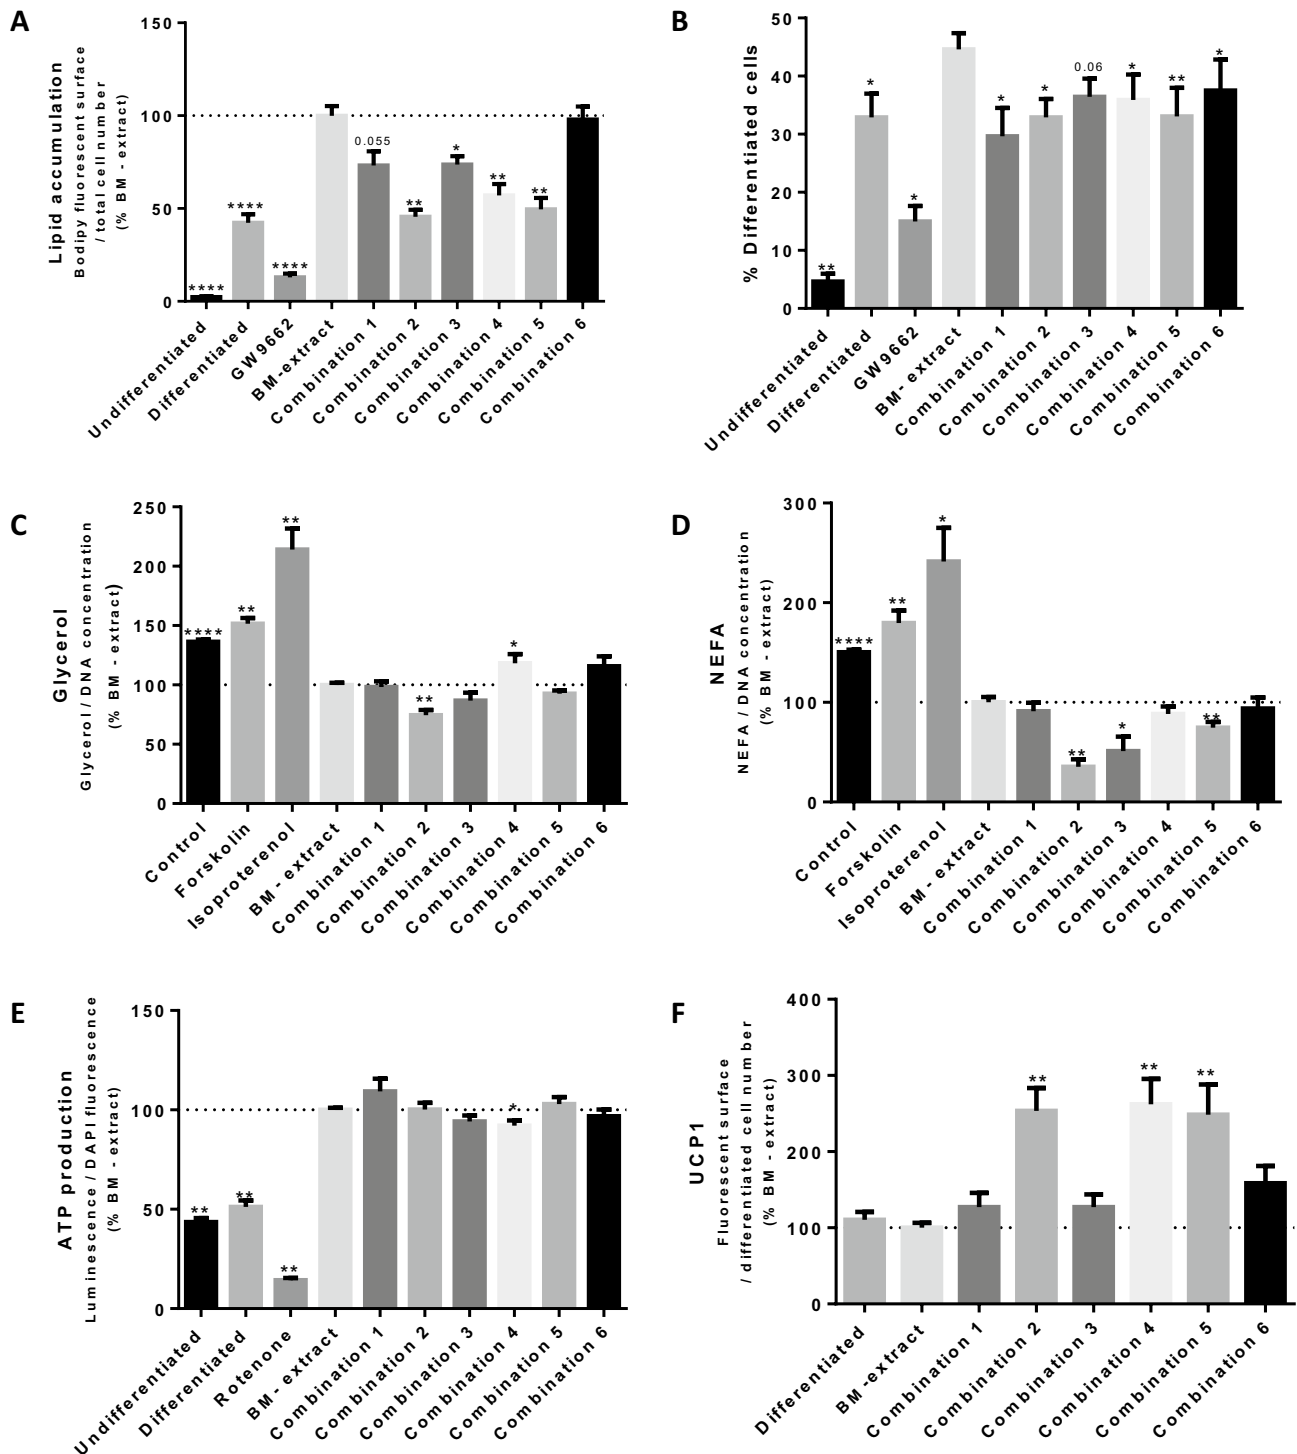 A
Lipid accumulation
Bodipy fluorescent surface
/ total cell number
(% BM - extract)
150
100
50
0
****
****
****
0.055
**
*
**
**
Undifferentiated
Differentiated
GW9662
BM-extract
Combination 1
Combination 2
Combination 3
Combination 4
Combination 5
Combination 6
B
% Differentiated cells
50
40
30
20
10
0
**
*
*
*
*
0.06
*
**
*
Undifferentiated
Differentiated
GW9662
BM- extract
Combination 1
Combination 2
Combination 3
Combination 4
Combination 5
Combination 6
C
Glycerol
Glycerol / DNA concentration
(% BM - extract)
250
200
150
100
50
0
****
**
**
**
*
Control
Forskolin
Isoproterenol
BM - extract
Combination 1
Combination 2
Combination 3
Combination 4
Combination 5
Combination 6
D
NEFA
NEFA / DNA concentration
(% BM - extract)
300
200
100
0
****
**
*
**
*
**
Control
Forskolin
Isoproterenol
BM - extract
Combination 1
Combination 2
Combination 3
Combination 4
Combination 5
Combination 6
E
ATP production
Luminescence / DAPI fluorescence
(% BM - extract)
150
100
50
0
**
**
**
*
Undifferentiated
Differentiated
Rotenone
BM - extract
Combination 1
Combination 2
Combination 3
Combination 4
Combination 5
Combination 6
F
UCP1
Fluorescent surface
/ differentiated cell number
(% BM - extract)
400
300
200
100
0
**
**
**
Differentiated
BM-extract
Combination 1
Combination 2
Combination 3
Combination 4
Combination 5
Combination 6